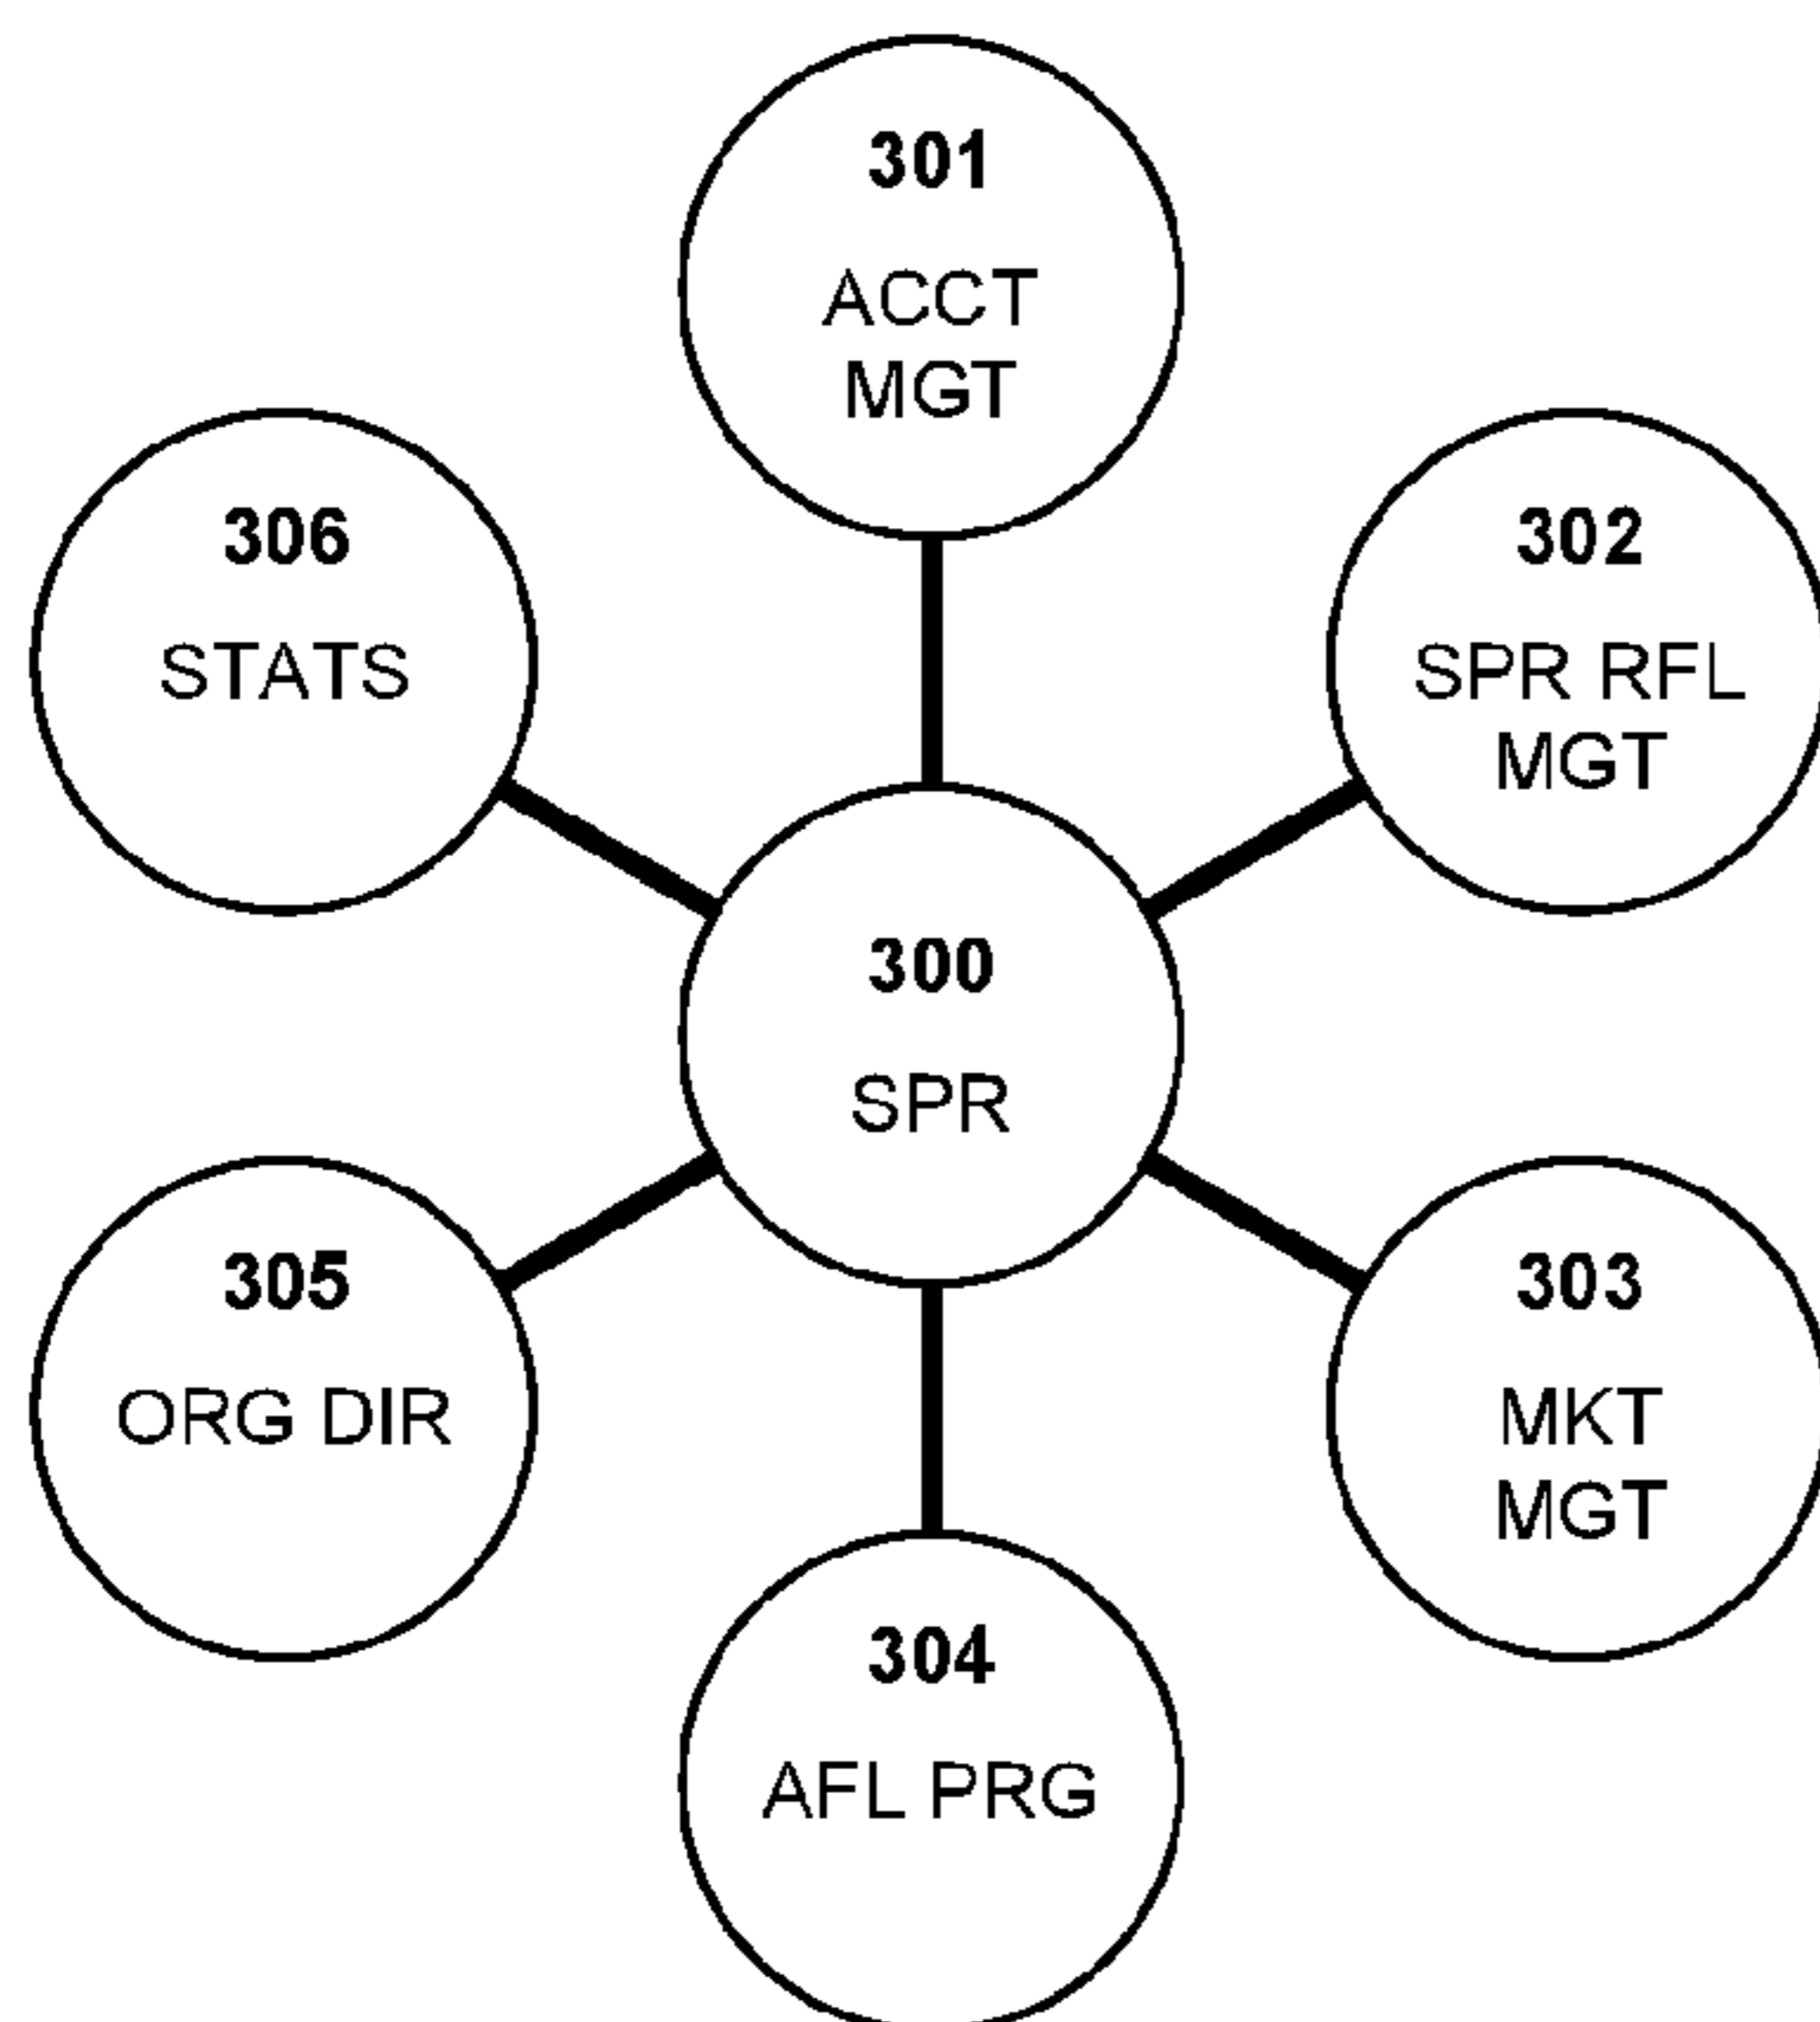 301
ACCT
MGT
306
STATS
302
SPR RFL
MGT
300
SPR
305
ORG DIR
303
MKT
MGT
304
AFL PRG